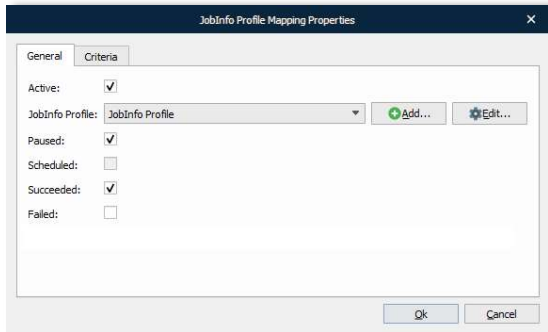 JobInfo Profile Mapping Properties
General Criteria
Active:
JobInfo Profile: JobInfo Profile Add... Edit...
Paused:
Scheduled:
Succeeded:
Failed:
Ok Cancel